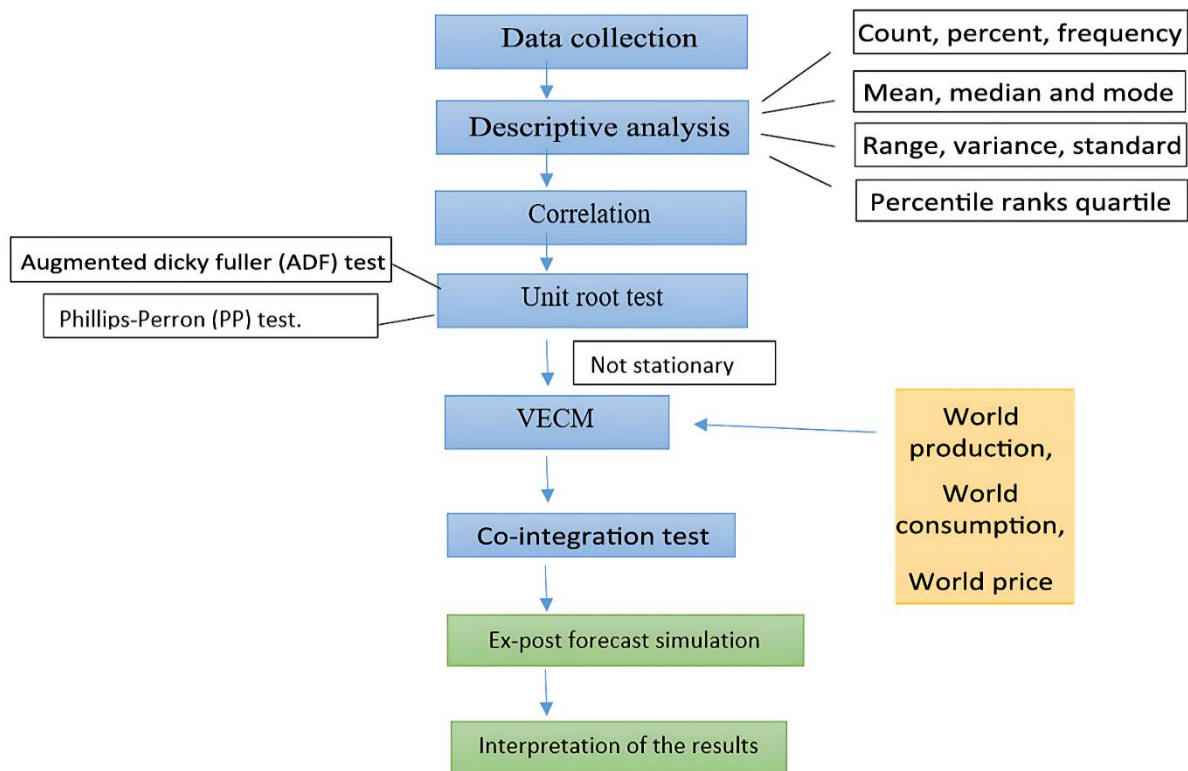 Data collection
Count, percent, frequency
Mean, median and mode
Descriptive analysis
Range, variance, standard
Percentile ranks quartile
Correlation
Augmented dicky fuller (ADF) test
Unit root test
Phillips-Perron (PP) test.
Not stationary
VECM
World
production,
World
consumption,
World price
Co-integration test
Ex-post forecast simulation
Interpretation of the results